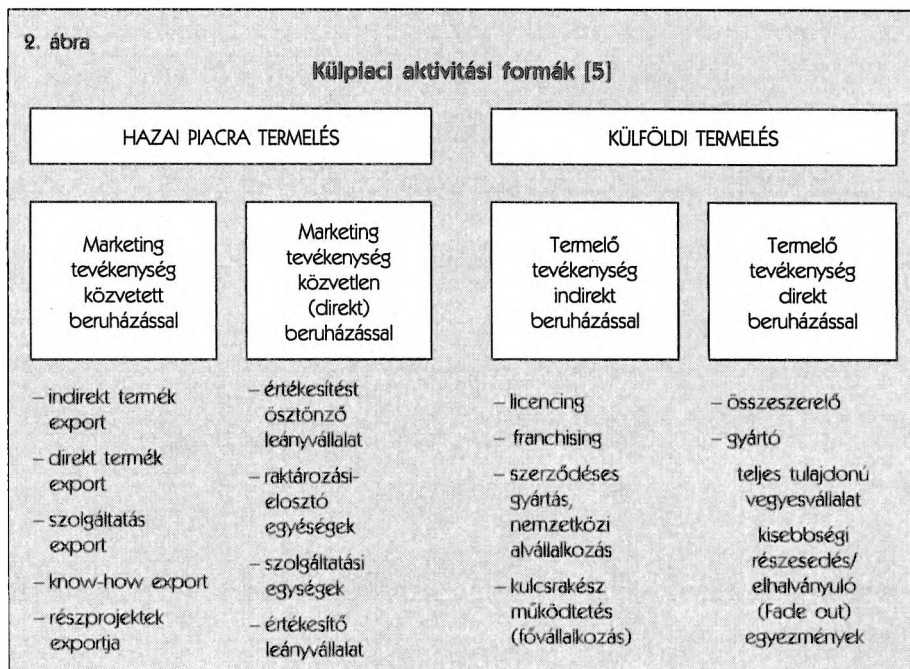 2. ábra
Külpiaci aktivitási formák [5]
HAZAI PIACRA TERMELÉS
Marketing
tevékenység
közvetett
beruházással
Marketing
tevékenység
közvetlen
(direkt)
beruházással
– indirekt termék
export
– direkt termék
export
– szolgáltatás
export
– know-how export
– részprojektek
exportja
– értékesítést
ösztönző
leányvállalat
– raktározási-
elosztó
egyéségek
– szolgáltatási
egységek
– értékesítő
leányvállalat
KÜLFÖLDI TERMELÉS
Termelő
tevékenység
indirekt
beruházással
Termelő
tevékenység
direkt
beruházással
– licencing
– franchising
– szerződéses
gyártás,
nemzetközi
alvállalkozás
– kulcsrakész
működtetés
(fővállalkozás)
– összeszerelő
– gyártó
teljes tulajdonú
vegyesvállalat
kisebbségi
részesedés/
elhalványuló
(Fade out)
egyezmények